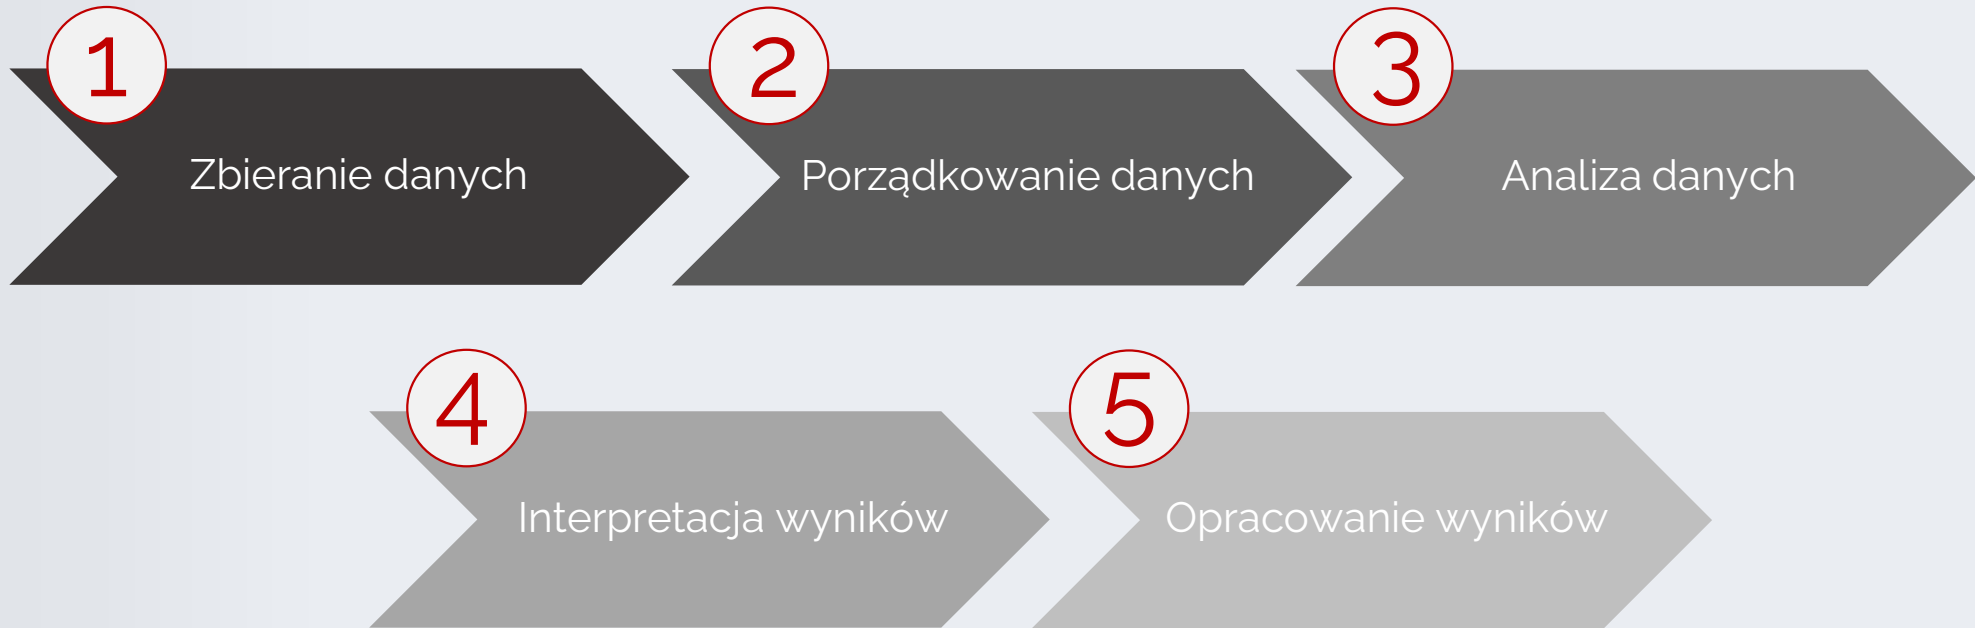 1
Zbieranie danych
2
Porządkowanie danych
3
Analiza danych
4
Interpretacja wyników
5
Opracowanie wyników